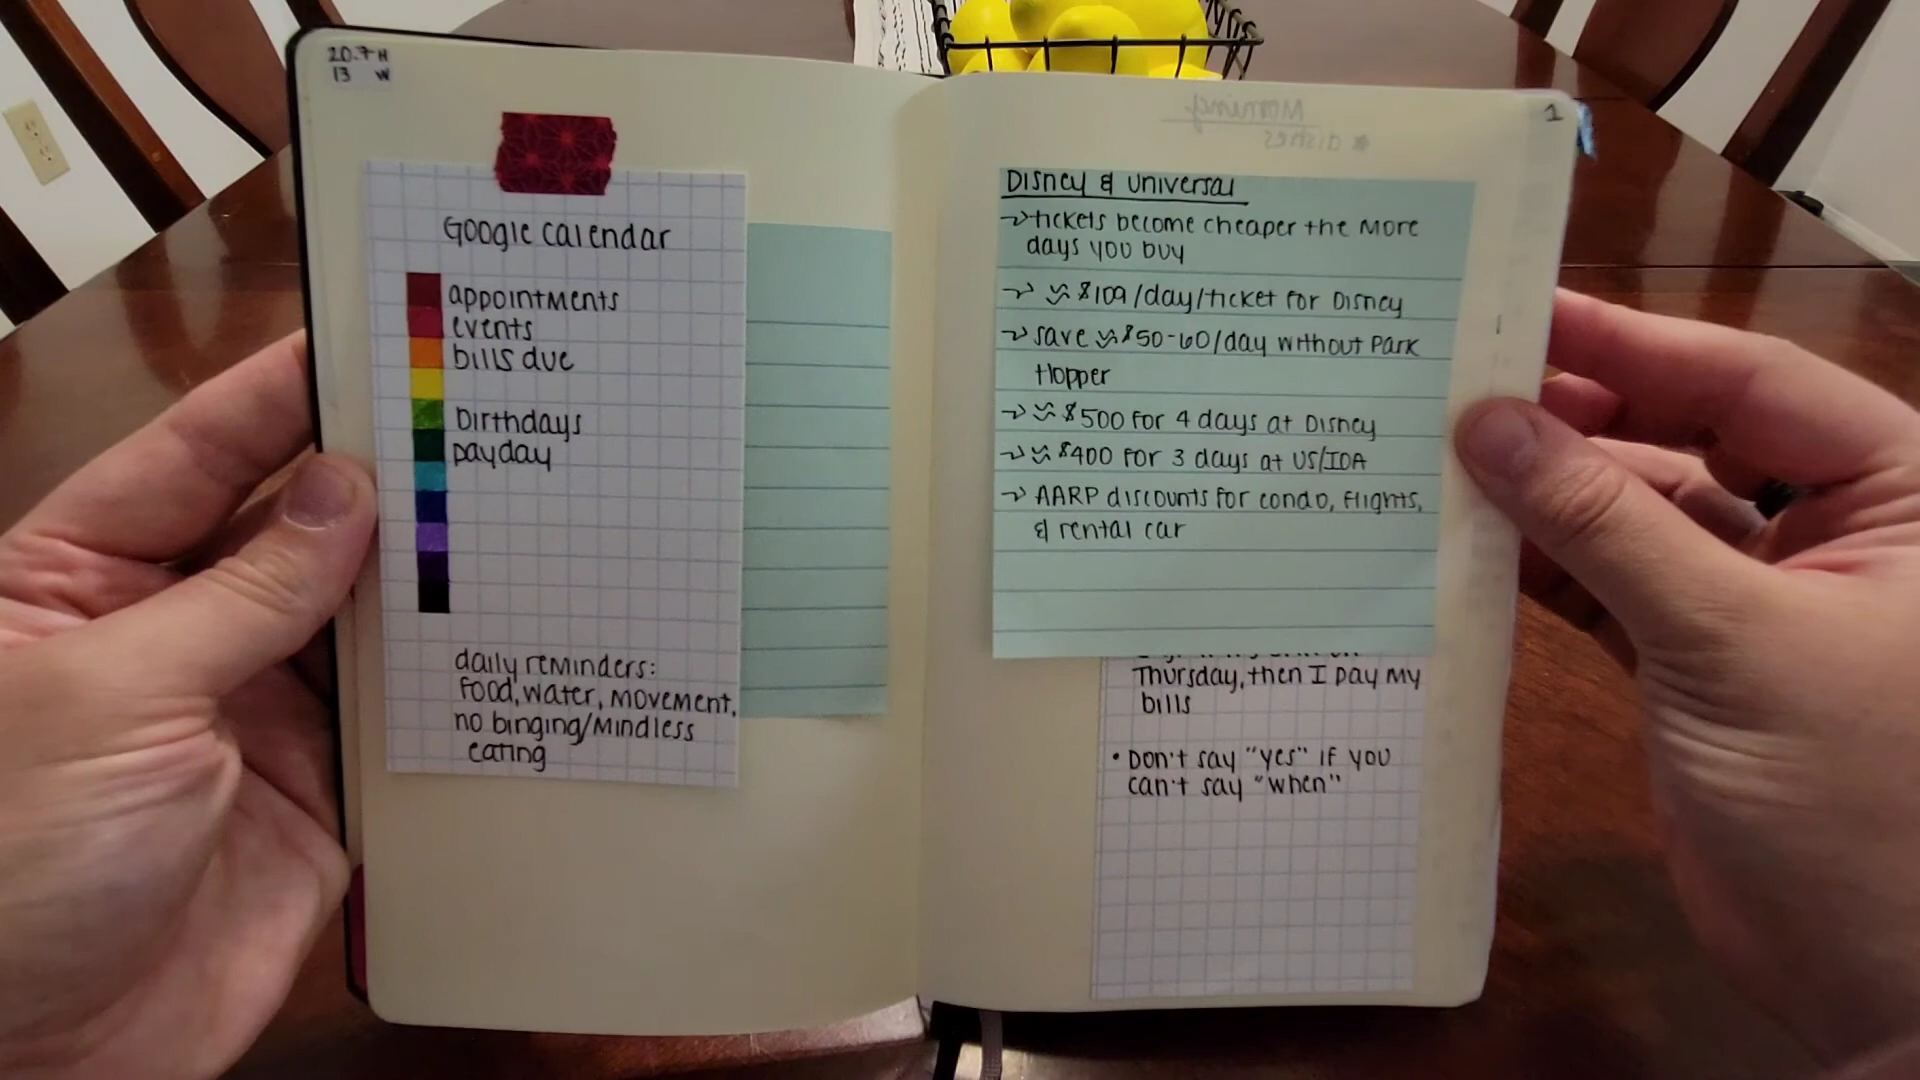 20.7 H
13 W
Google calendar
appointments
events
bills due
birthdays
payday
daily reminders:
food, water, movement,
no binging/mindless
eating
1
Morning
* dishes
Disney & Universal
→ tickets become cheaper the more
days you buy
→ ≈ $109/day/ticket for Disney
→ save ≈ $50-60/day without Park
Hopper
→ ≈ $500 for 4 days at Disney
→ ≈ $400 for 3 days at US/IOA
→ AARP discounts for condo, flights,
& rental car
Thursday, then I pay my
bills
• Don't say "yes" if you
can't say "when"